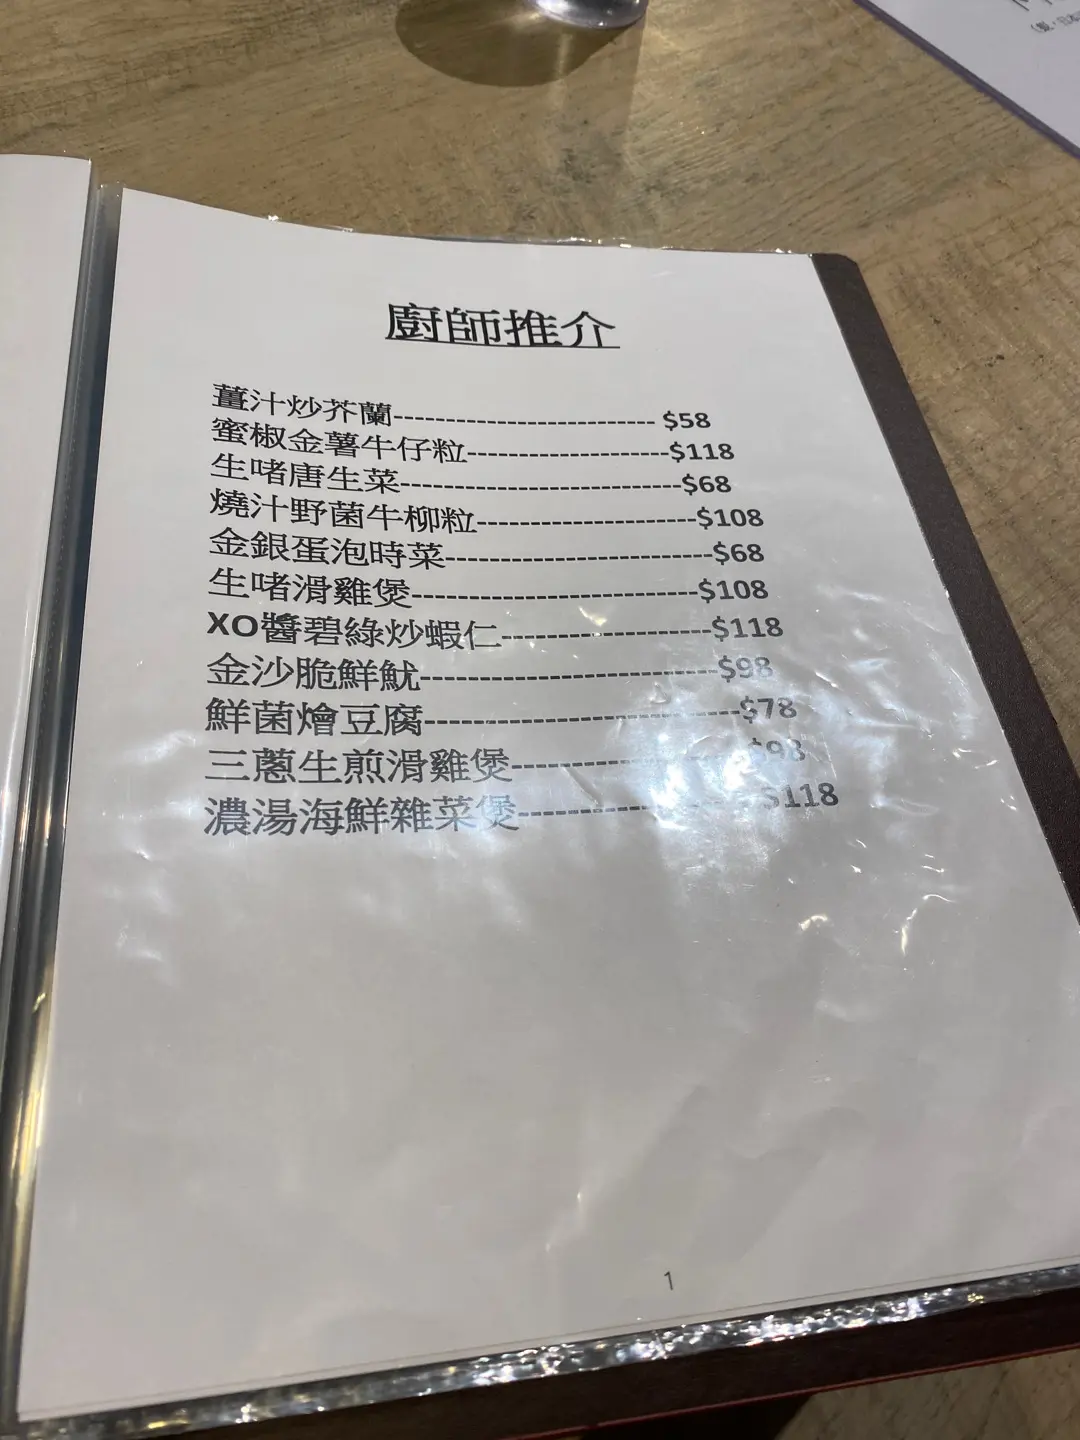 廚師推介
薑汁炒芥蘭------------------------------ $58
蜜椒金薯牛仔粒-----------------------$118
生啫唐生菜--------------------------------$68
燒汁野菌牛柳粒-------------------------$108
金銀蛋泡時菜------------------------------$68
生啫滑雞煲--------------------------------$108
XO醬碧綠炒蝦仁-----------------------$118
金沙脆鮮魷--------------------------------$98
鮮菌燴豆腐----------------------------------$78
三蔥生煎滑雞煲--------------------------$98
濃湯海鮮雜菜煲--------------------------$118
1